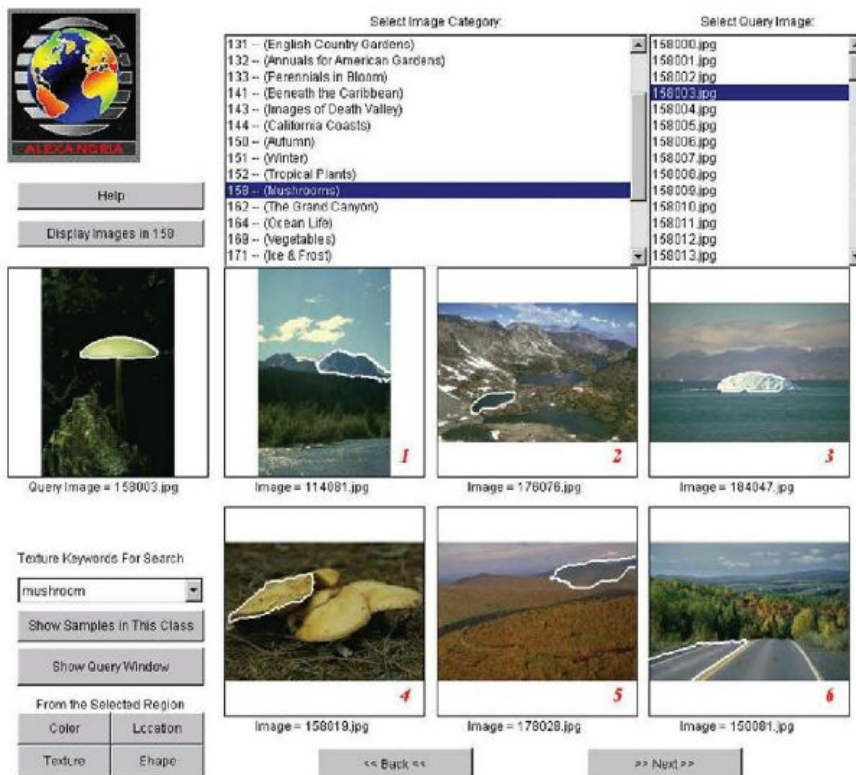 Select Image Category:
Select Query Image:
ALEXANDRIA
Help
Display Images in 158
131 -- (English Country Gardens)
132 -- (Annuals for American Gardens)
133 -- (Perennials in Bloom)
141 -- (Beneath the Caribbean)
143 -- (Images of Death Valley)
144 -- (California Coasts)
150 -- (Autumn)
151 -- (Winter)
152 -- (Tropical Plants)
158 -- (Mushrooms)
162 -- (The Grand Canyon)
164 -- (Ocean Life)
169 -- (Vegetables)
171 -- (Ice & Frost)
158000.jpg
158001.jpg
158002.jpg
158003.jpg
158004.jpg
158005.jpg
158006.jpg
158007.jpg
158008.jpg
158009.jpg
158010.jpg
158011.jpg
158012.jpg
158013.jpg
1
2
3
Query Image = 158003.jpg
Image = 114081.jpg
Image = 176076.jpg
Image = 184047.jpg
Texture Keywords For Search
mushroom
Show Samples in This Class
Show Query Window
From the Selected Region
Color
Location
Texture
Shape
4
5
6
Image = 158019.jpg
Image = 178028.jpg
Image = 150081.jpg
<< Back <<
>> Next >>